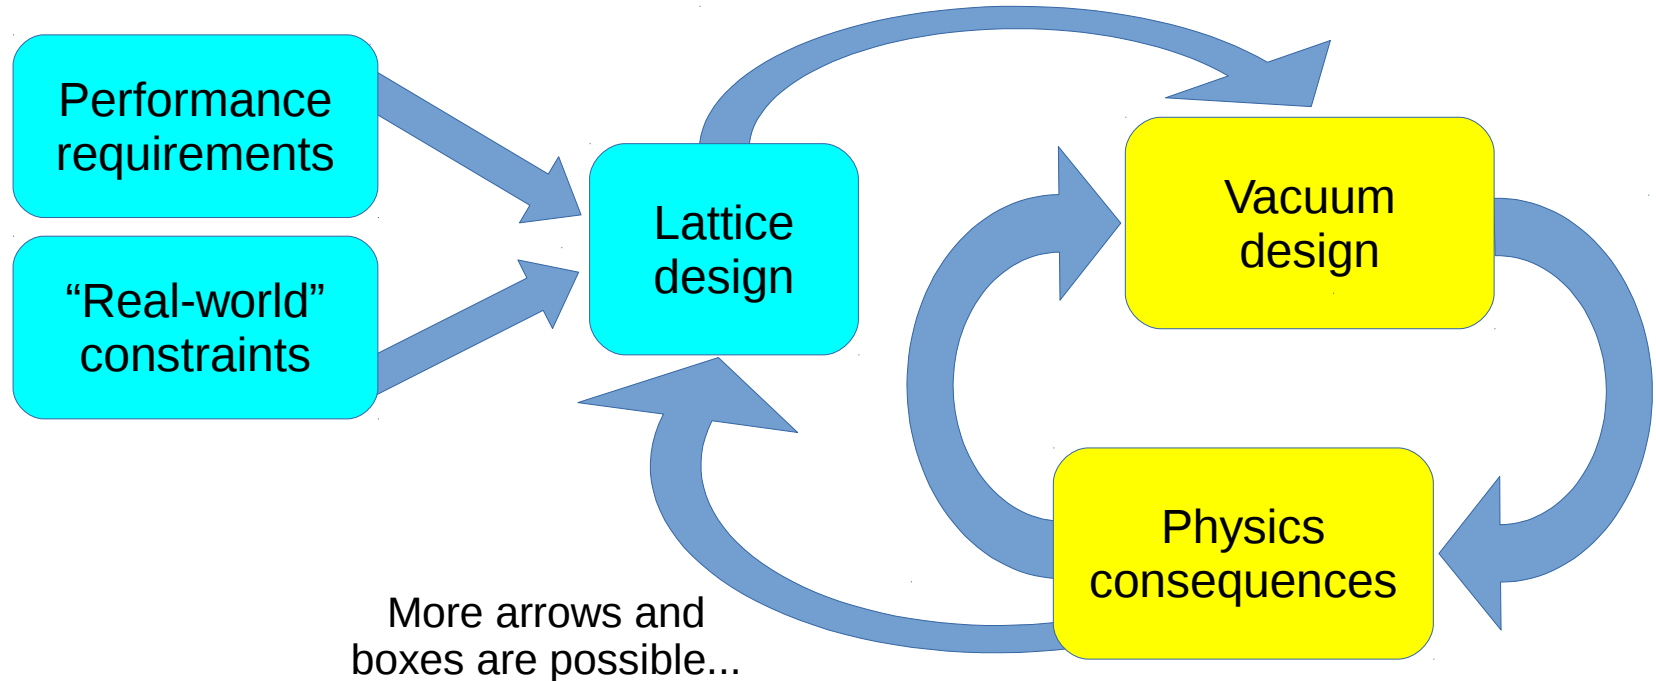 Performance
requirements
“Real-world”
constraints
Lattice
design
Vacuum
design
Physics
consequences
More arrows and
boxes are possible...